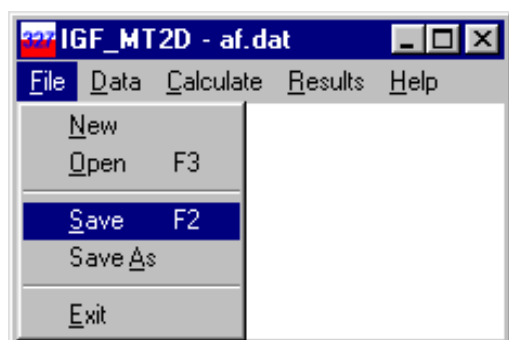 327 IGF_MT2D - af.dat
File Data Calculate Results Help
New
Open F3
Save F2
Save As
Exit